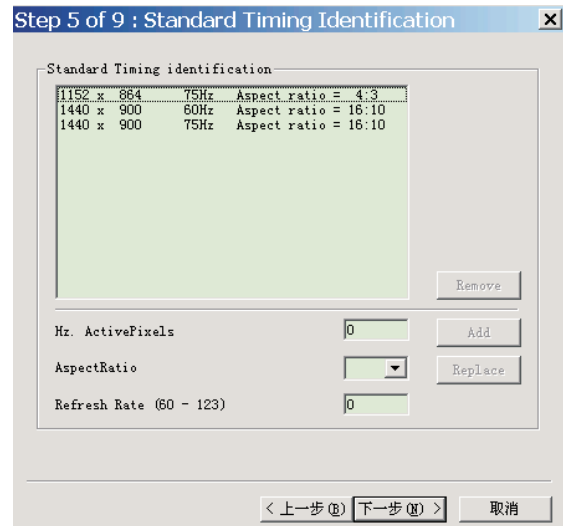 Step 5 of 9 : Standard Timing Identification
Standard Timing identification
1152 x 864 75Hz Aspect ratio = 4:3
1440 x 900 60Hz Aspect ratio = 16:10
1440 x 900 75Hz Aspect ratio = 16:10
Remove
Hz. ActivePixels 0 Add
AspectRatio Replace
Refresh Rate (60 - 123) 0
< 上一步(B) 下一步(N) > 取消